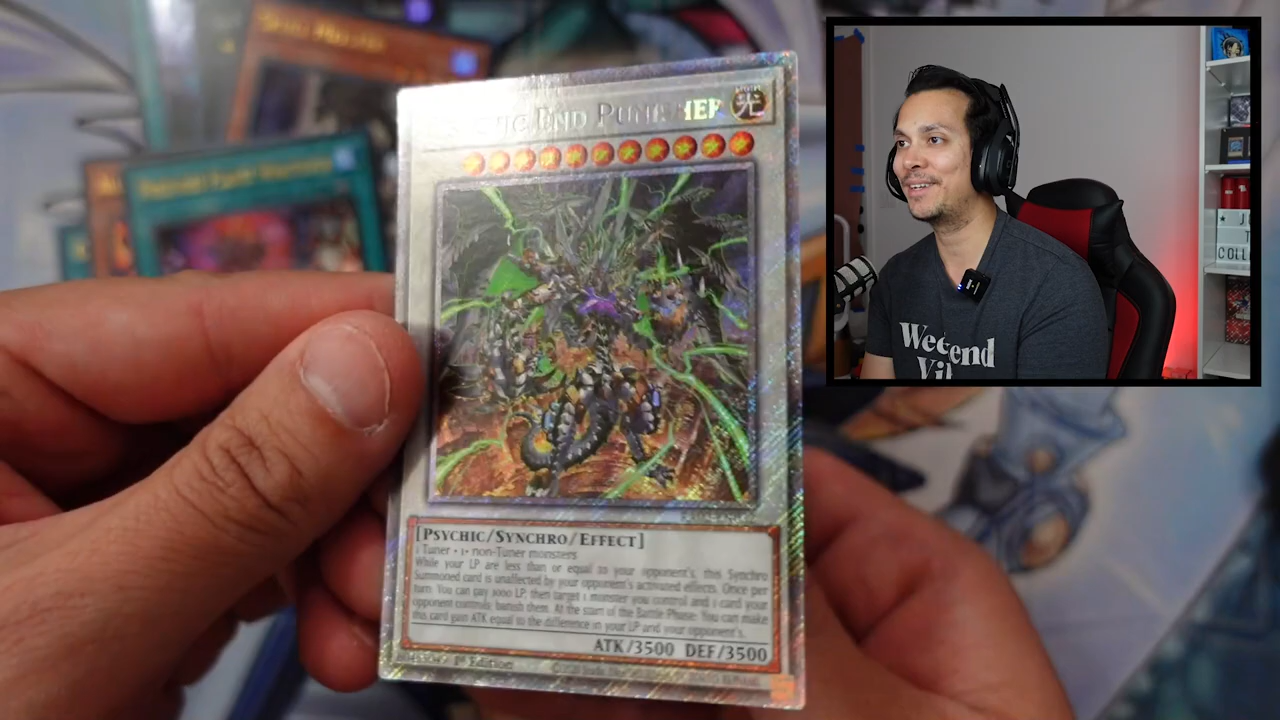 END PUNISHER
光
[PSYCHIC/SYNCHRO/EFFECT]
1 Tuner + 1+ non-Tuner monsters
While your LP are less than or equal to your opponent's, this Synchro
Summoned card is unaffected by your opponent's activated effects. Once per
turn: You can pay 1000 LP, then target 1 monster you control and 1 card your
opponent controls; banish them. At the start of the Battle Phase: You can make
this card gain ATK equal to the difference in your LP and your opponent's.
ATK/3500 DEF/3500
1st Edition
Weekend
Vi
J
T
COLL